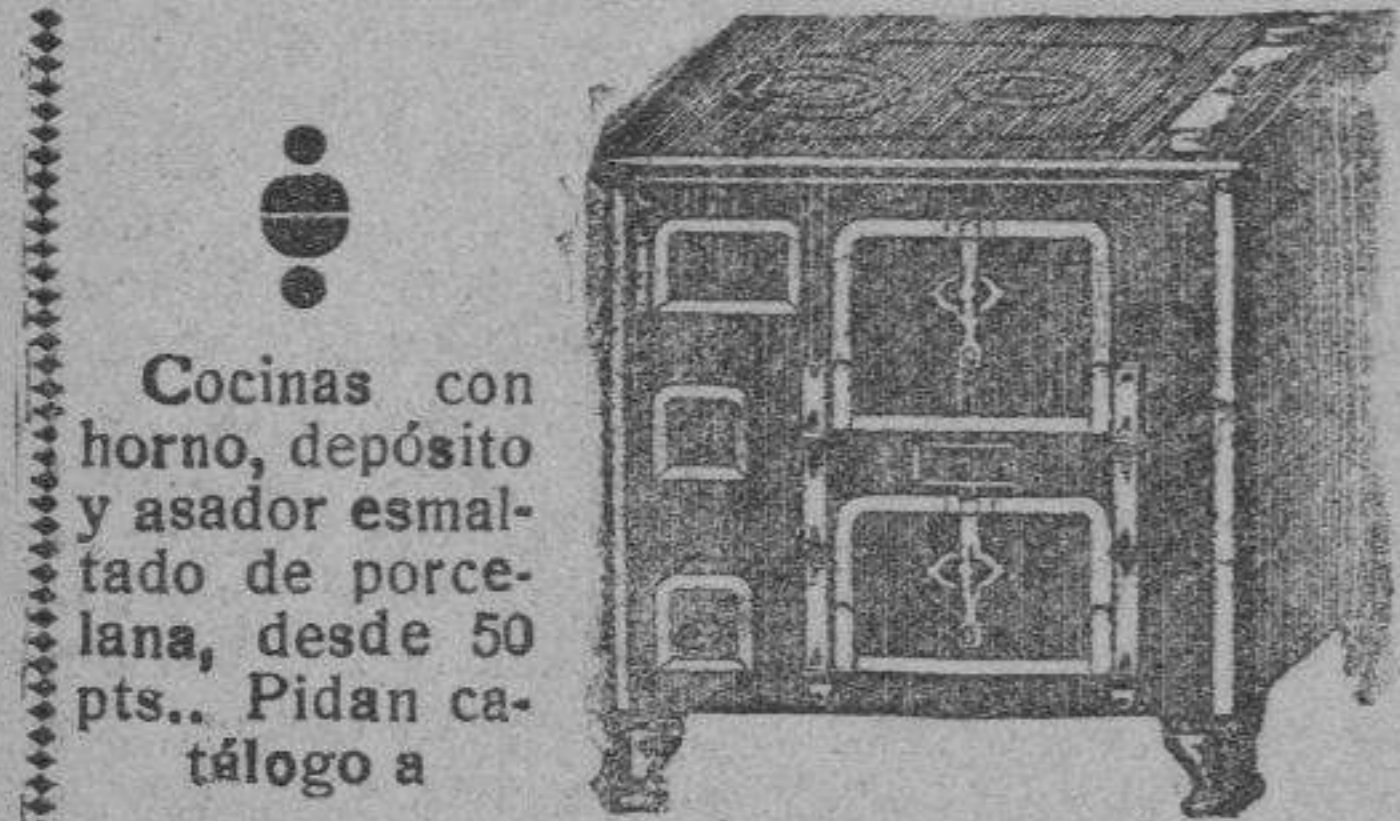 Cocinas con
horno, depósito
y asador esmal-
tado de porce-
lana, desde 50
pts.. Pidan ca-
tálogo a